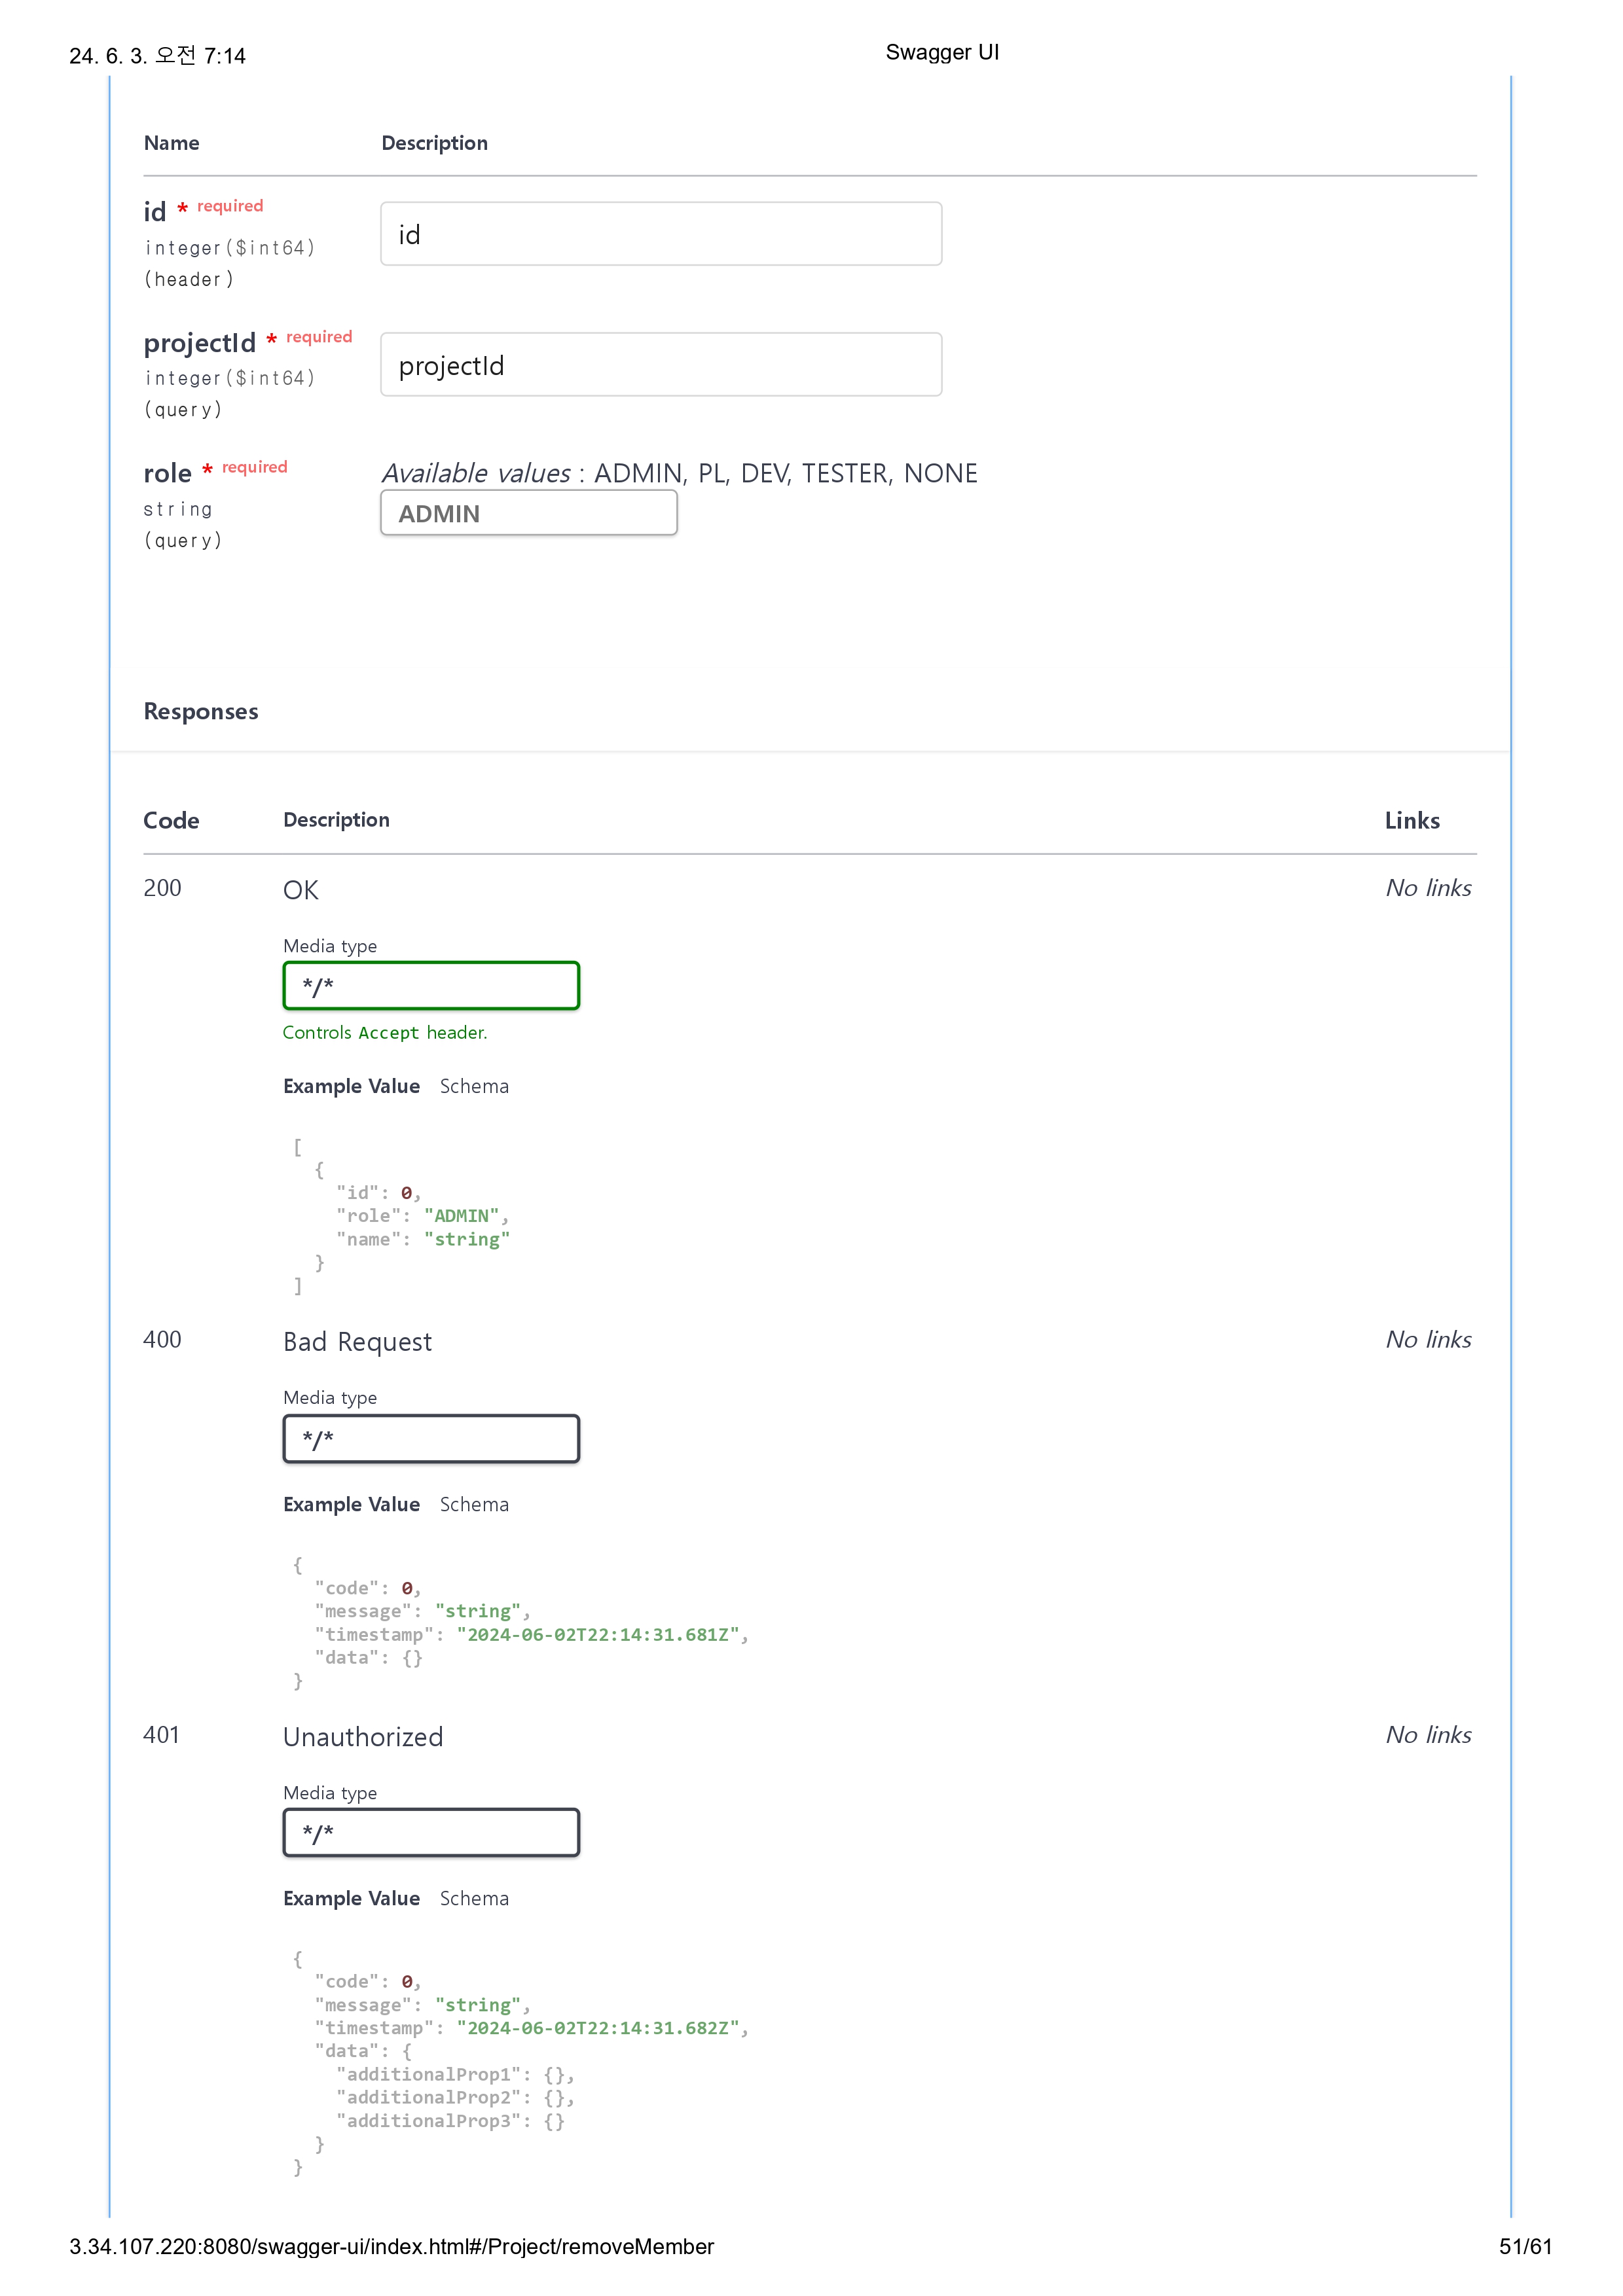 24. 6. 3. 오전 7:14
Swagger UI
Name Description
id * required
integer($int64)
(header)
id
projectId * required
integer($int64)
(query)
projectId
role * required
string
(query)
Available values : ADMIN, PL, DEV, TESTER, NONE
ADMIN
Responses
Code Description Links
200 OK No links
Media type
*/*
Controls Accept header.
Example Value Schema
[
  {
    "id": 0,
    "role": "ADMIN",
    "name": "string"
  }
]
400 Bad Request No links
Media type
*/*
Example Value Schema
{
  "code": 0,
  "message": "string",
  "timestamp": "2024-06-02T22:14:31.681Z",
  "data": {}
}
401 Unauthorized No links
Media type
*/*
Example Value Schema
{
  "code": 0,
  "message": "string",
  "timestamp": "2024-06-02T22:14:31.682Z",
  "data": {
    "additionalProp1": {},
    "additionalProp2": {},
    "additionalProp3": {}
  }
}
3.34.107.220:8080/swagger-ui/index.html#/Project/removeMember
51/61